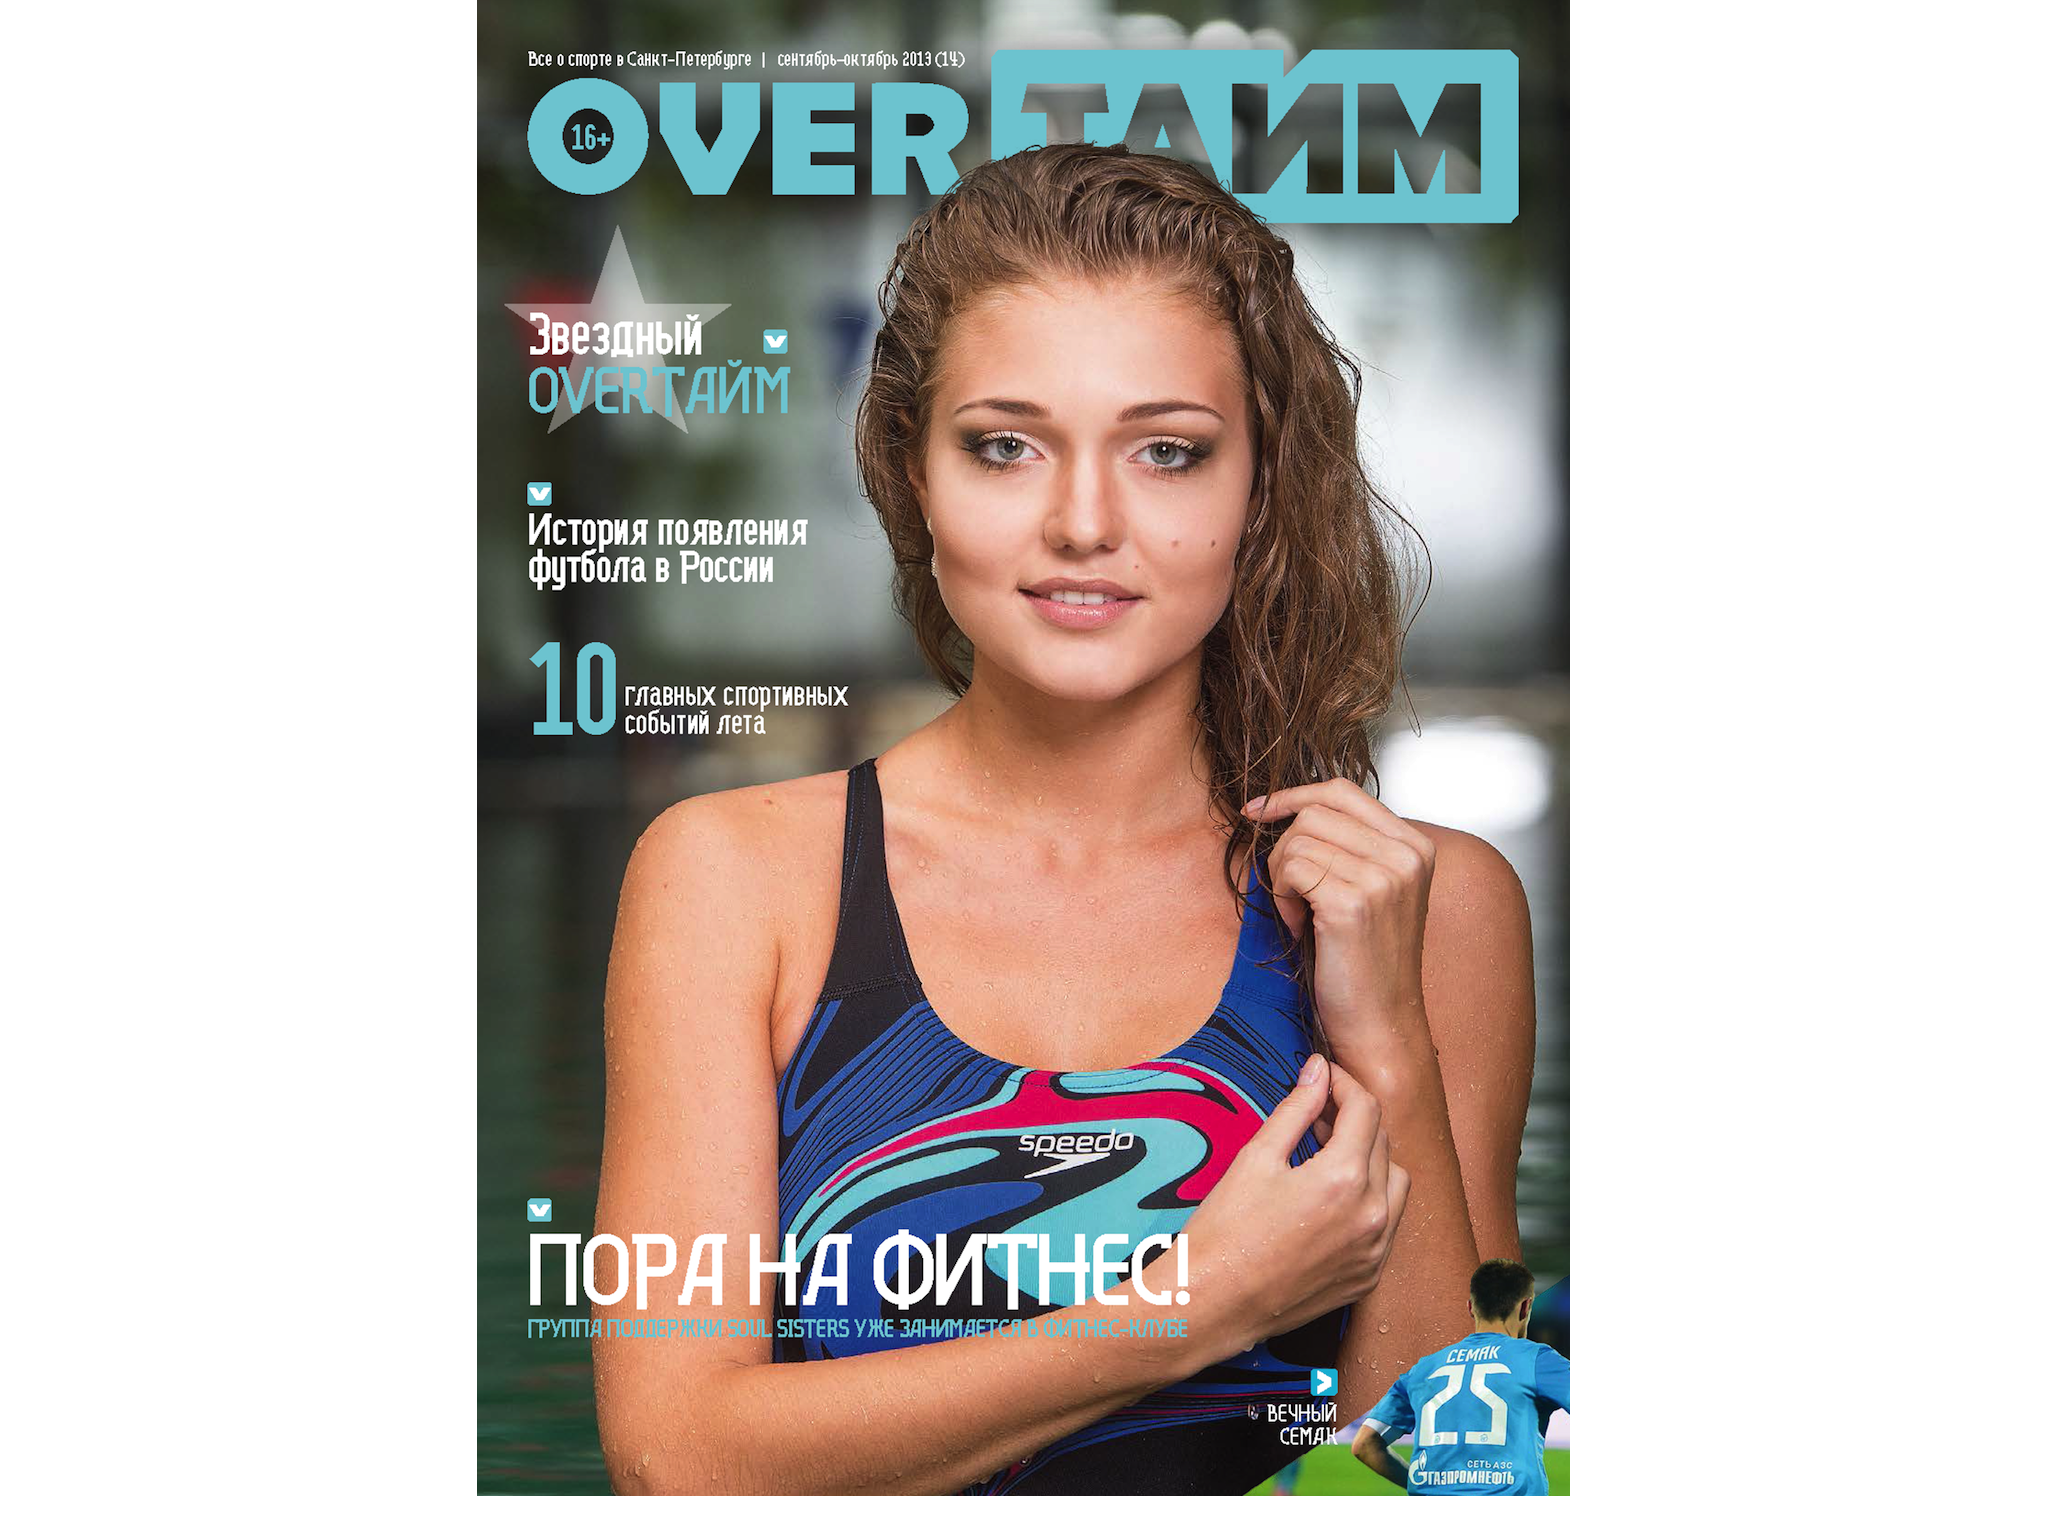 Все о спорте в Санкт-Петербурге | сентябрь-октябрь 2013 (14)
OVERТАЙМ
16+
Звездный
OVERТАЙМ
История появления
футбола в России
10
главных спортивных
событий лета
speedo
ПОРА НА ФИТНЕС!
ГРУППА ПОДДЕРЖКИ SOUL SISTERS УЖЕ ЗАНИМАЕТСЯ В ФИТНЕС-КЛУБЕ
ВЕЧНЫЙ
СЕМАК
СЕМАК
25
СЕТЬ АЗС
ГАЗПРОМНЕФТЬ